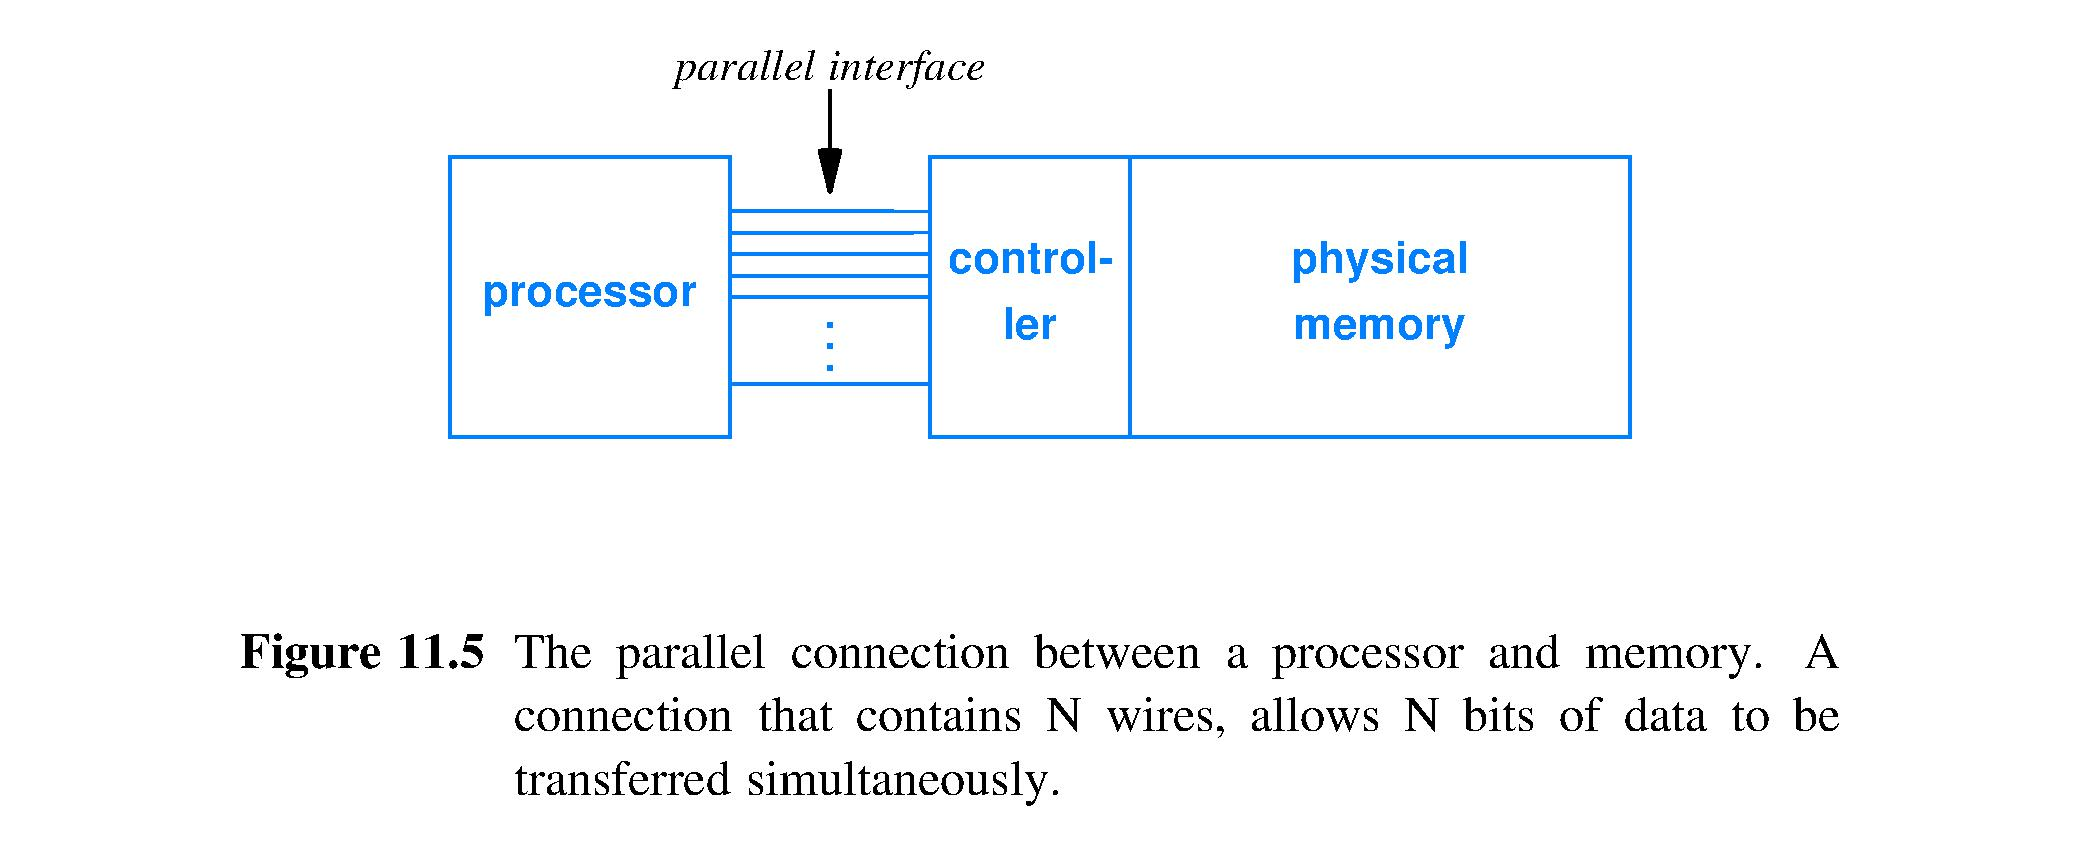 parallel interface
processor
control-
ler
physical
memory
Figure 11.5 The parallel connection between a processor and memory. A
connection that contains N wires, allows N bits of data to be
transferred simultaneously.